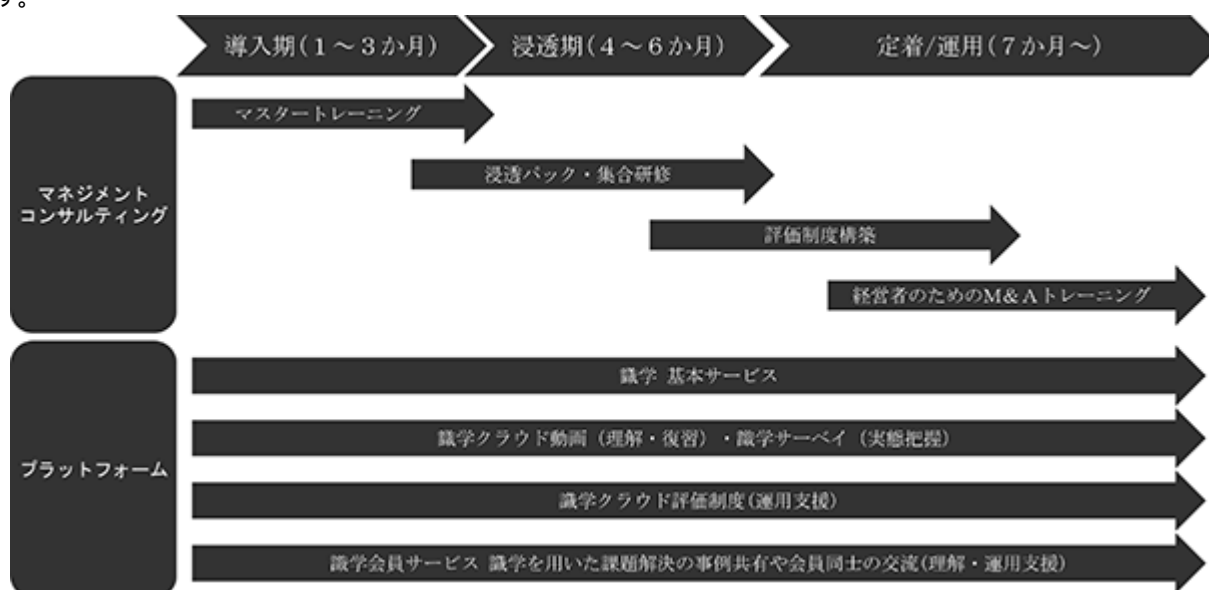 す。
導入期(1～3か月)
浸透期(4～6か月)
定着/運用(7か月～)
マネジメント
コンサルティング
マスタートレーニング
浸透パック・集合研修
評価制度構築
経営者のためのM&Aトレーニング
プラットフォーム
識学 基本サービス
識学クラウド動画（理解・復習）・識学サーベイ（実態把握）
識学クラウド評価制度(運用支援)
識学会員サービス 識学を用いた課題解決の事例共有や会員同士の交流(理解・運用支援)